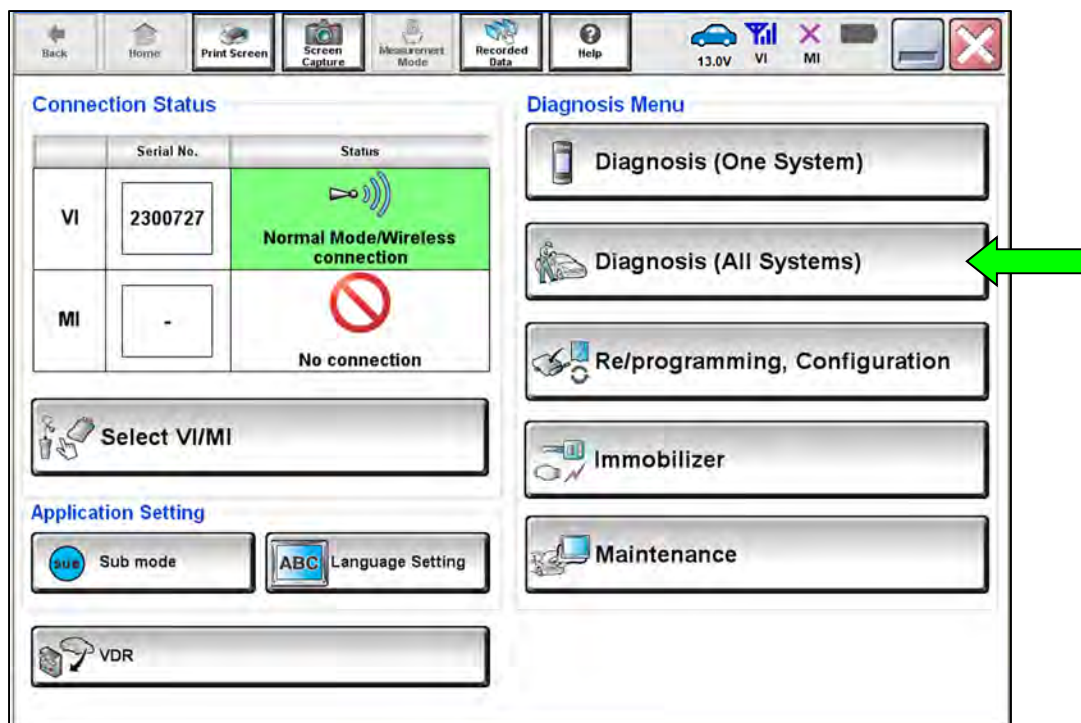 Back
Home
Print Screen
Screen
Capture
Measurement
Mode
Recorded
Data
Help
13.0V
VI
MI
Connection Status
Serial No.
Status
VI
2300727
Normal Mode/Wireless
connection
MI
-
No connection
Select VI/MI
Application Setting
SUB
Sub mode
ABC
Language Setting
VDR
Diagnosis Menu
Diagnosis (One System)
Diagnosis (All Systems)
Re/programming, Configuration
Immobilizer
Maintenance